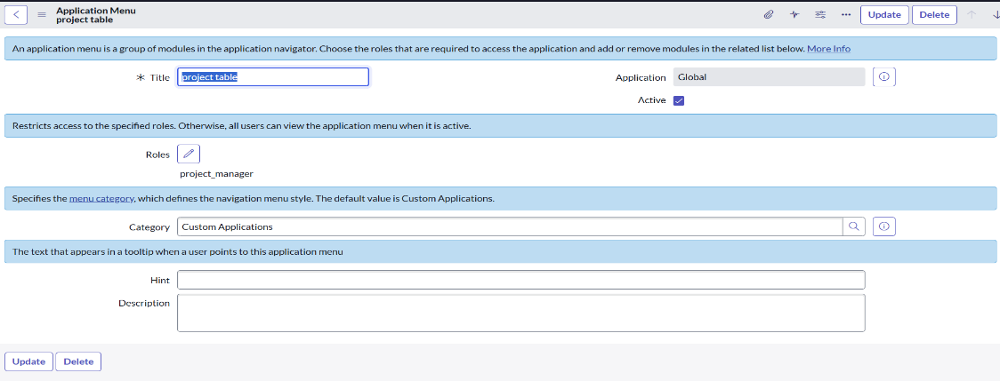 Application Menu
project table
Update
Delete
An application menu is a group of modules in the application navigator. Choose the roles that are required to access the application and add or remove modules in the related list below. More Info
* Title project table
Application Global
Active
Restricts access to the specified roles. Otherwise, all users can view the application menu when it is active.
Roles
project_manager
Specifies the menu category, which defines the navigation menu style. The default value is Custom Applications.
Category Custom Applications
The text that appears in a tooltip when a user points to this application menu
Hint
Description
Update
Delete